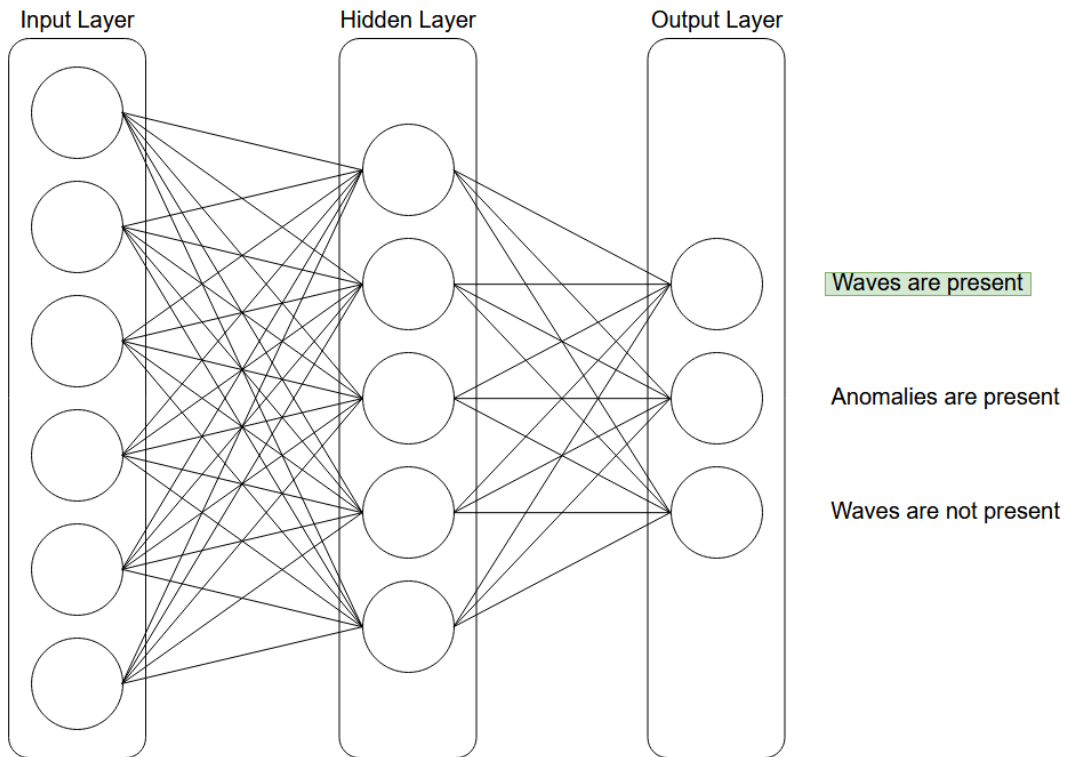 Input Layer
Hidden Layer
Output Layer
Waves are present
Anomalies are present
Waves are not present